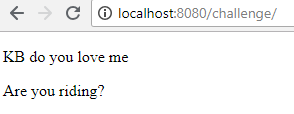 localhost:8080/challenge/
KB do you love me
Are you riding?